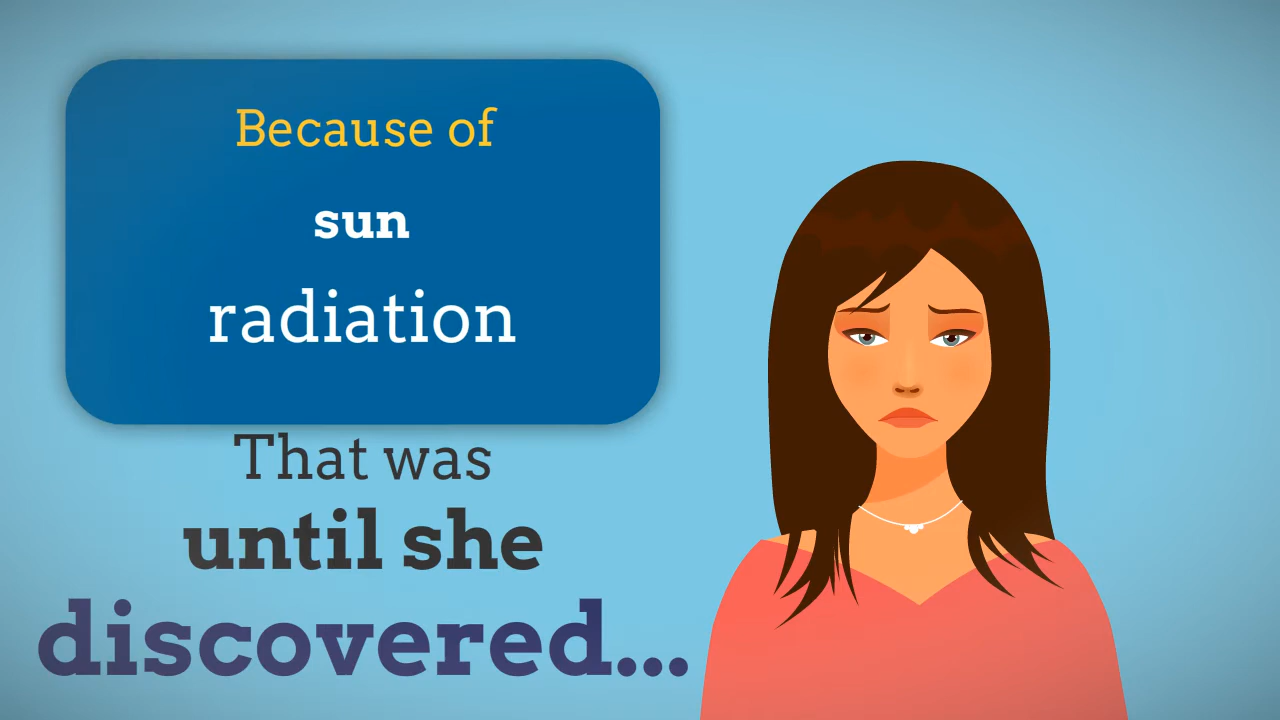 Because of
sun
radiation
That was
until she
discovered...